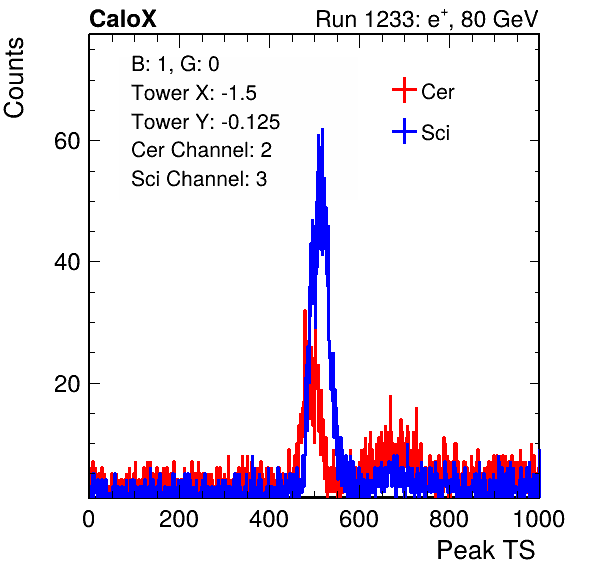 CaloX
Run 1233: e+, 80 GeV
Counts
B: 1, G: 0
Tower X: -1.5
Tower Y: -0.125
Cer Channel: 2
Sci Channel: 3
Cer
Sci
60
40
20
0 200 400 600 800 1000
Peak TS